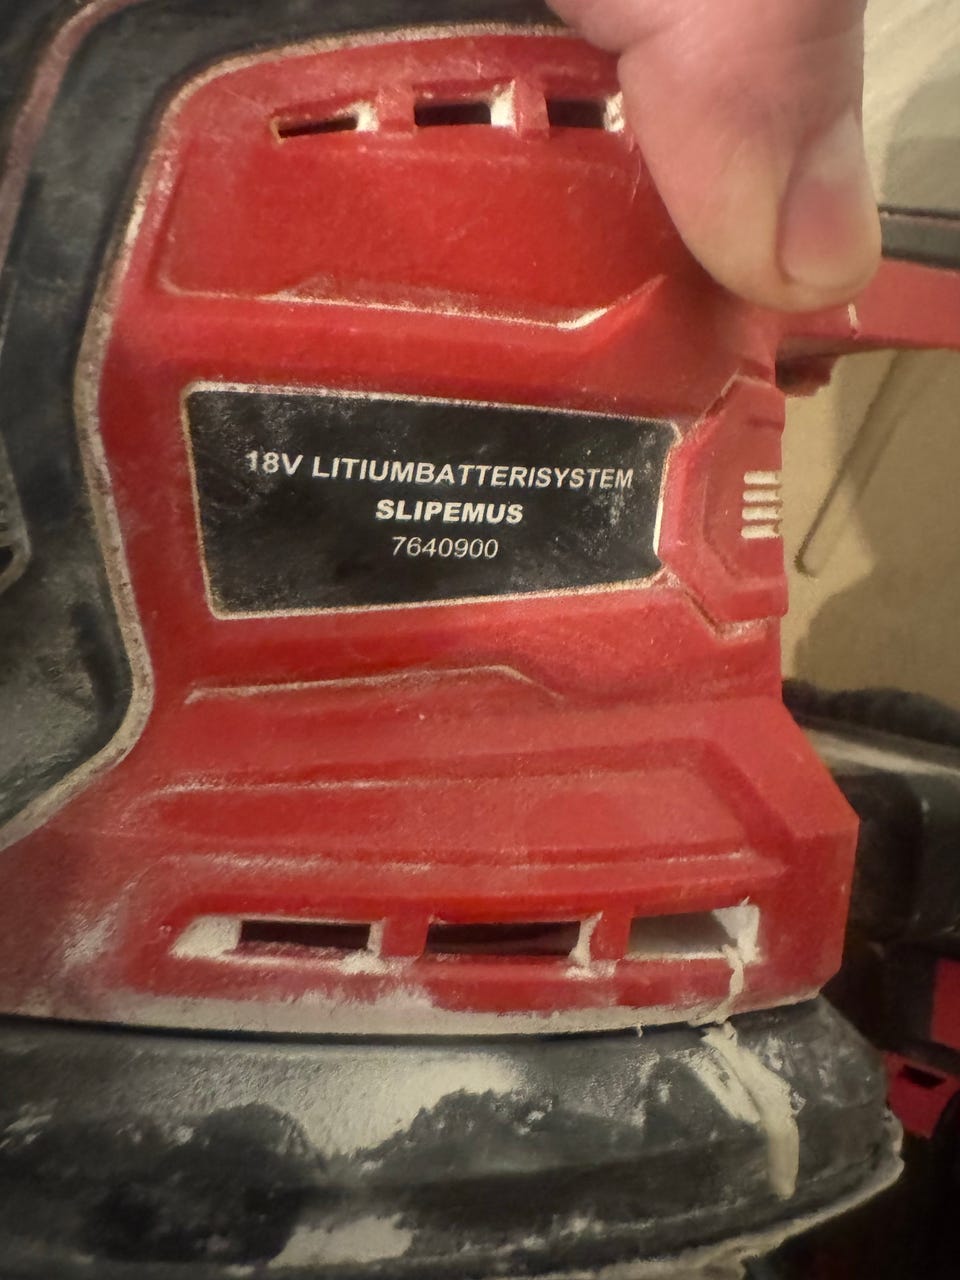 18V LITIUMBATTERISYSTEM
SLIPEMUS
7640900